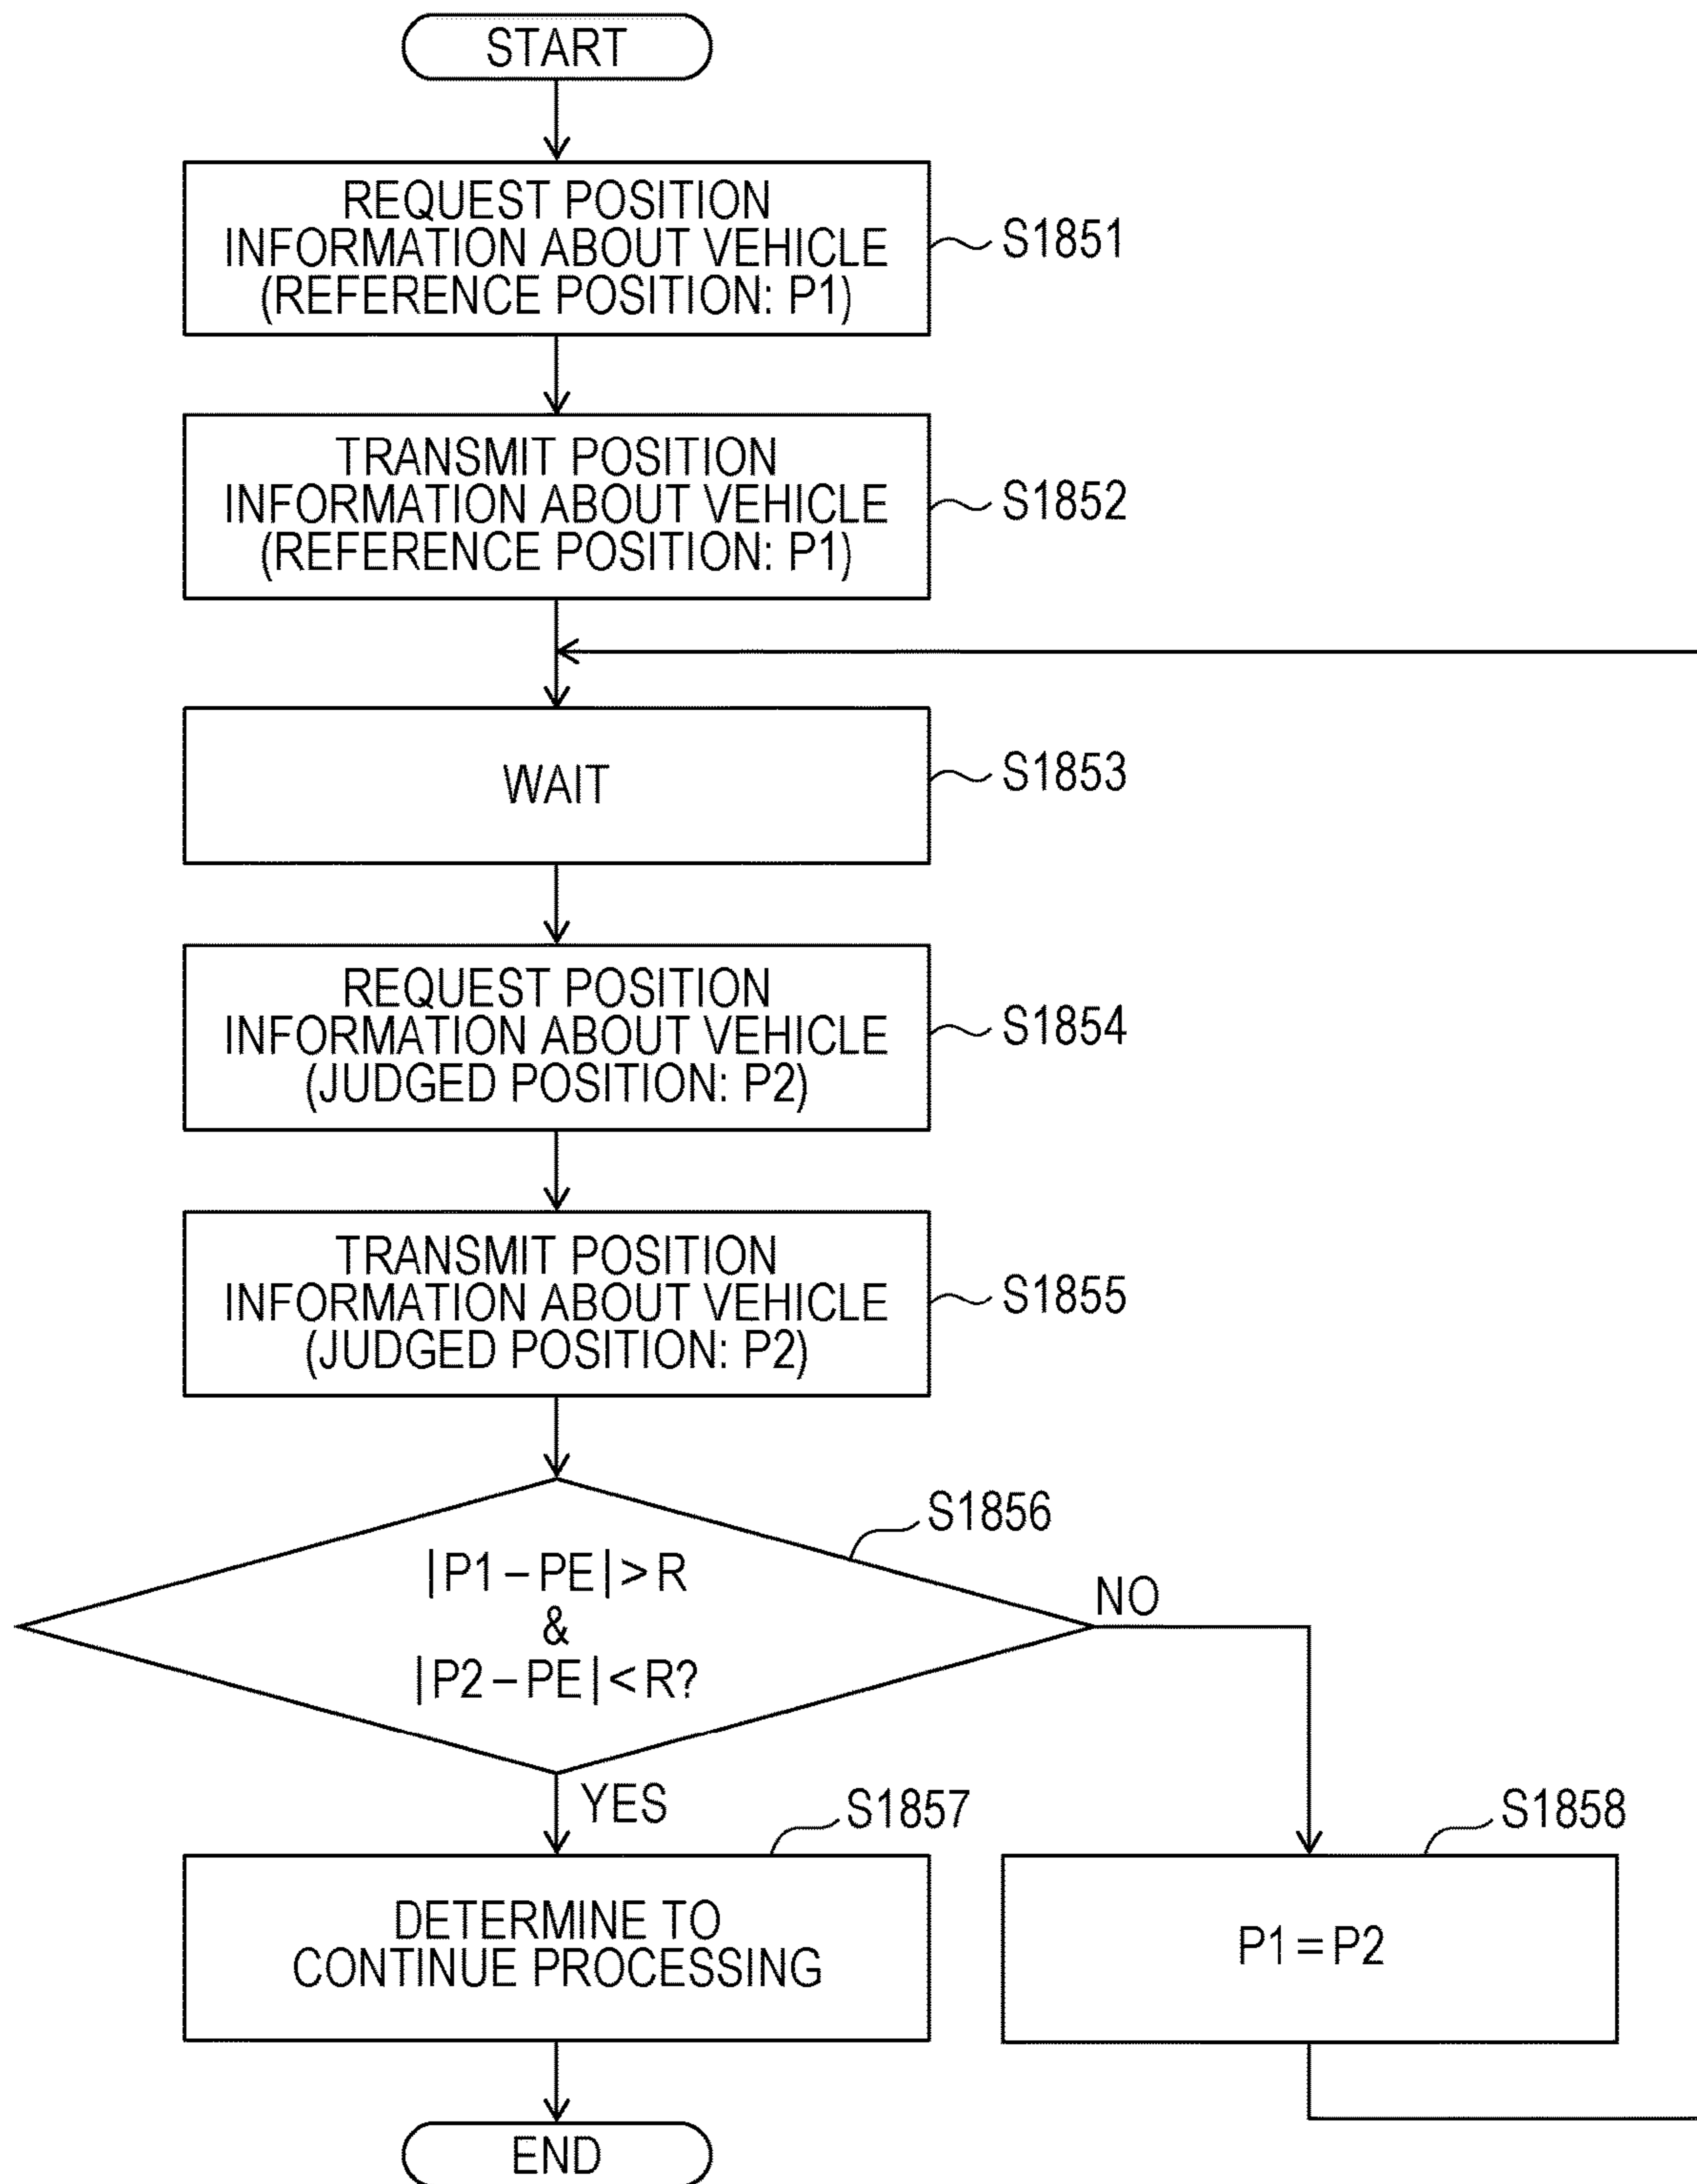 START
REQUEST POSITION
INFORMATION ABOUT VEHICLE
(REFERENCE POSITION: P1)
S1851
TRANSMIT POSITION
INFORMATION ABOUT VEHICLE
(REFERENCE POSITION: P1)
S1852
WAIT
S1853
REQUEST POSITION
INFORMATION ABOUT VEHICLE
(JUDGED POSITION: P2)
S1854
TRANSMIT POSITION
INFORMATION ABOUT VEHICLE
(JUDGED POSITION: P2)
S1855
S1856
|P1–PE|>R
&
|P2–PE|<R?
NO
YES
S1857
DETERMINE TO
CONTINUE PROCESSING
S1858
P1=P2
END